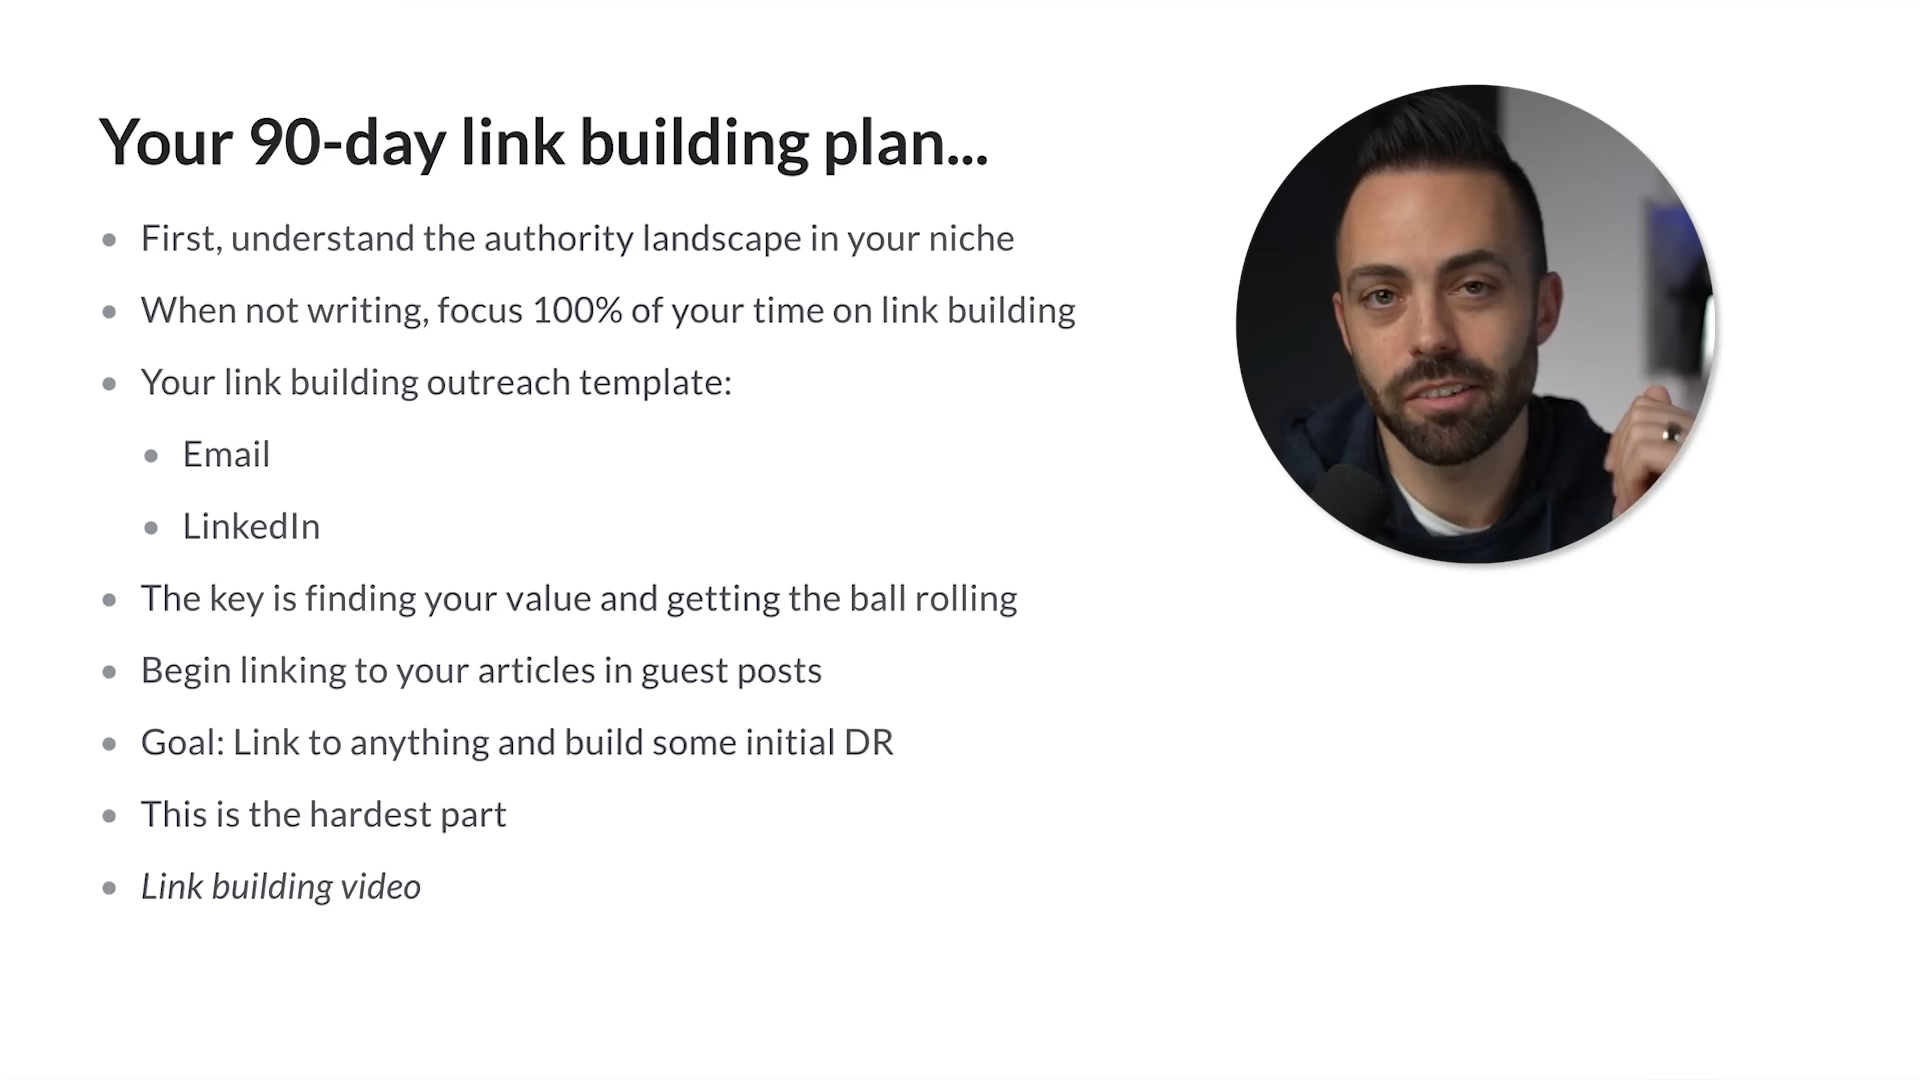 Your 90-day link building plan...
• First, understand the authority landscape in your niche
• When not writing, focus 100% of your time on link building
• Your link building outreach template:
• Email
• LinkedIn
• The key is finding your value and getting the ball rolling
• Begin linking to your articles in guest posts
• Goal: Link to anything and build some initial DR
• This is the hardest part
• Link building video